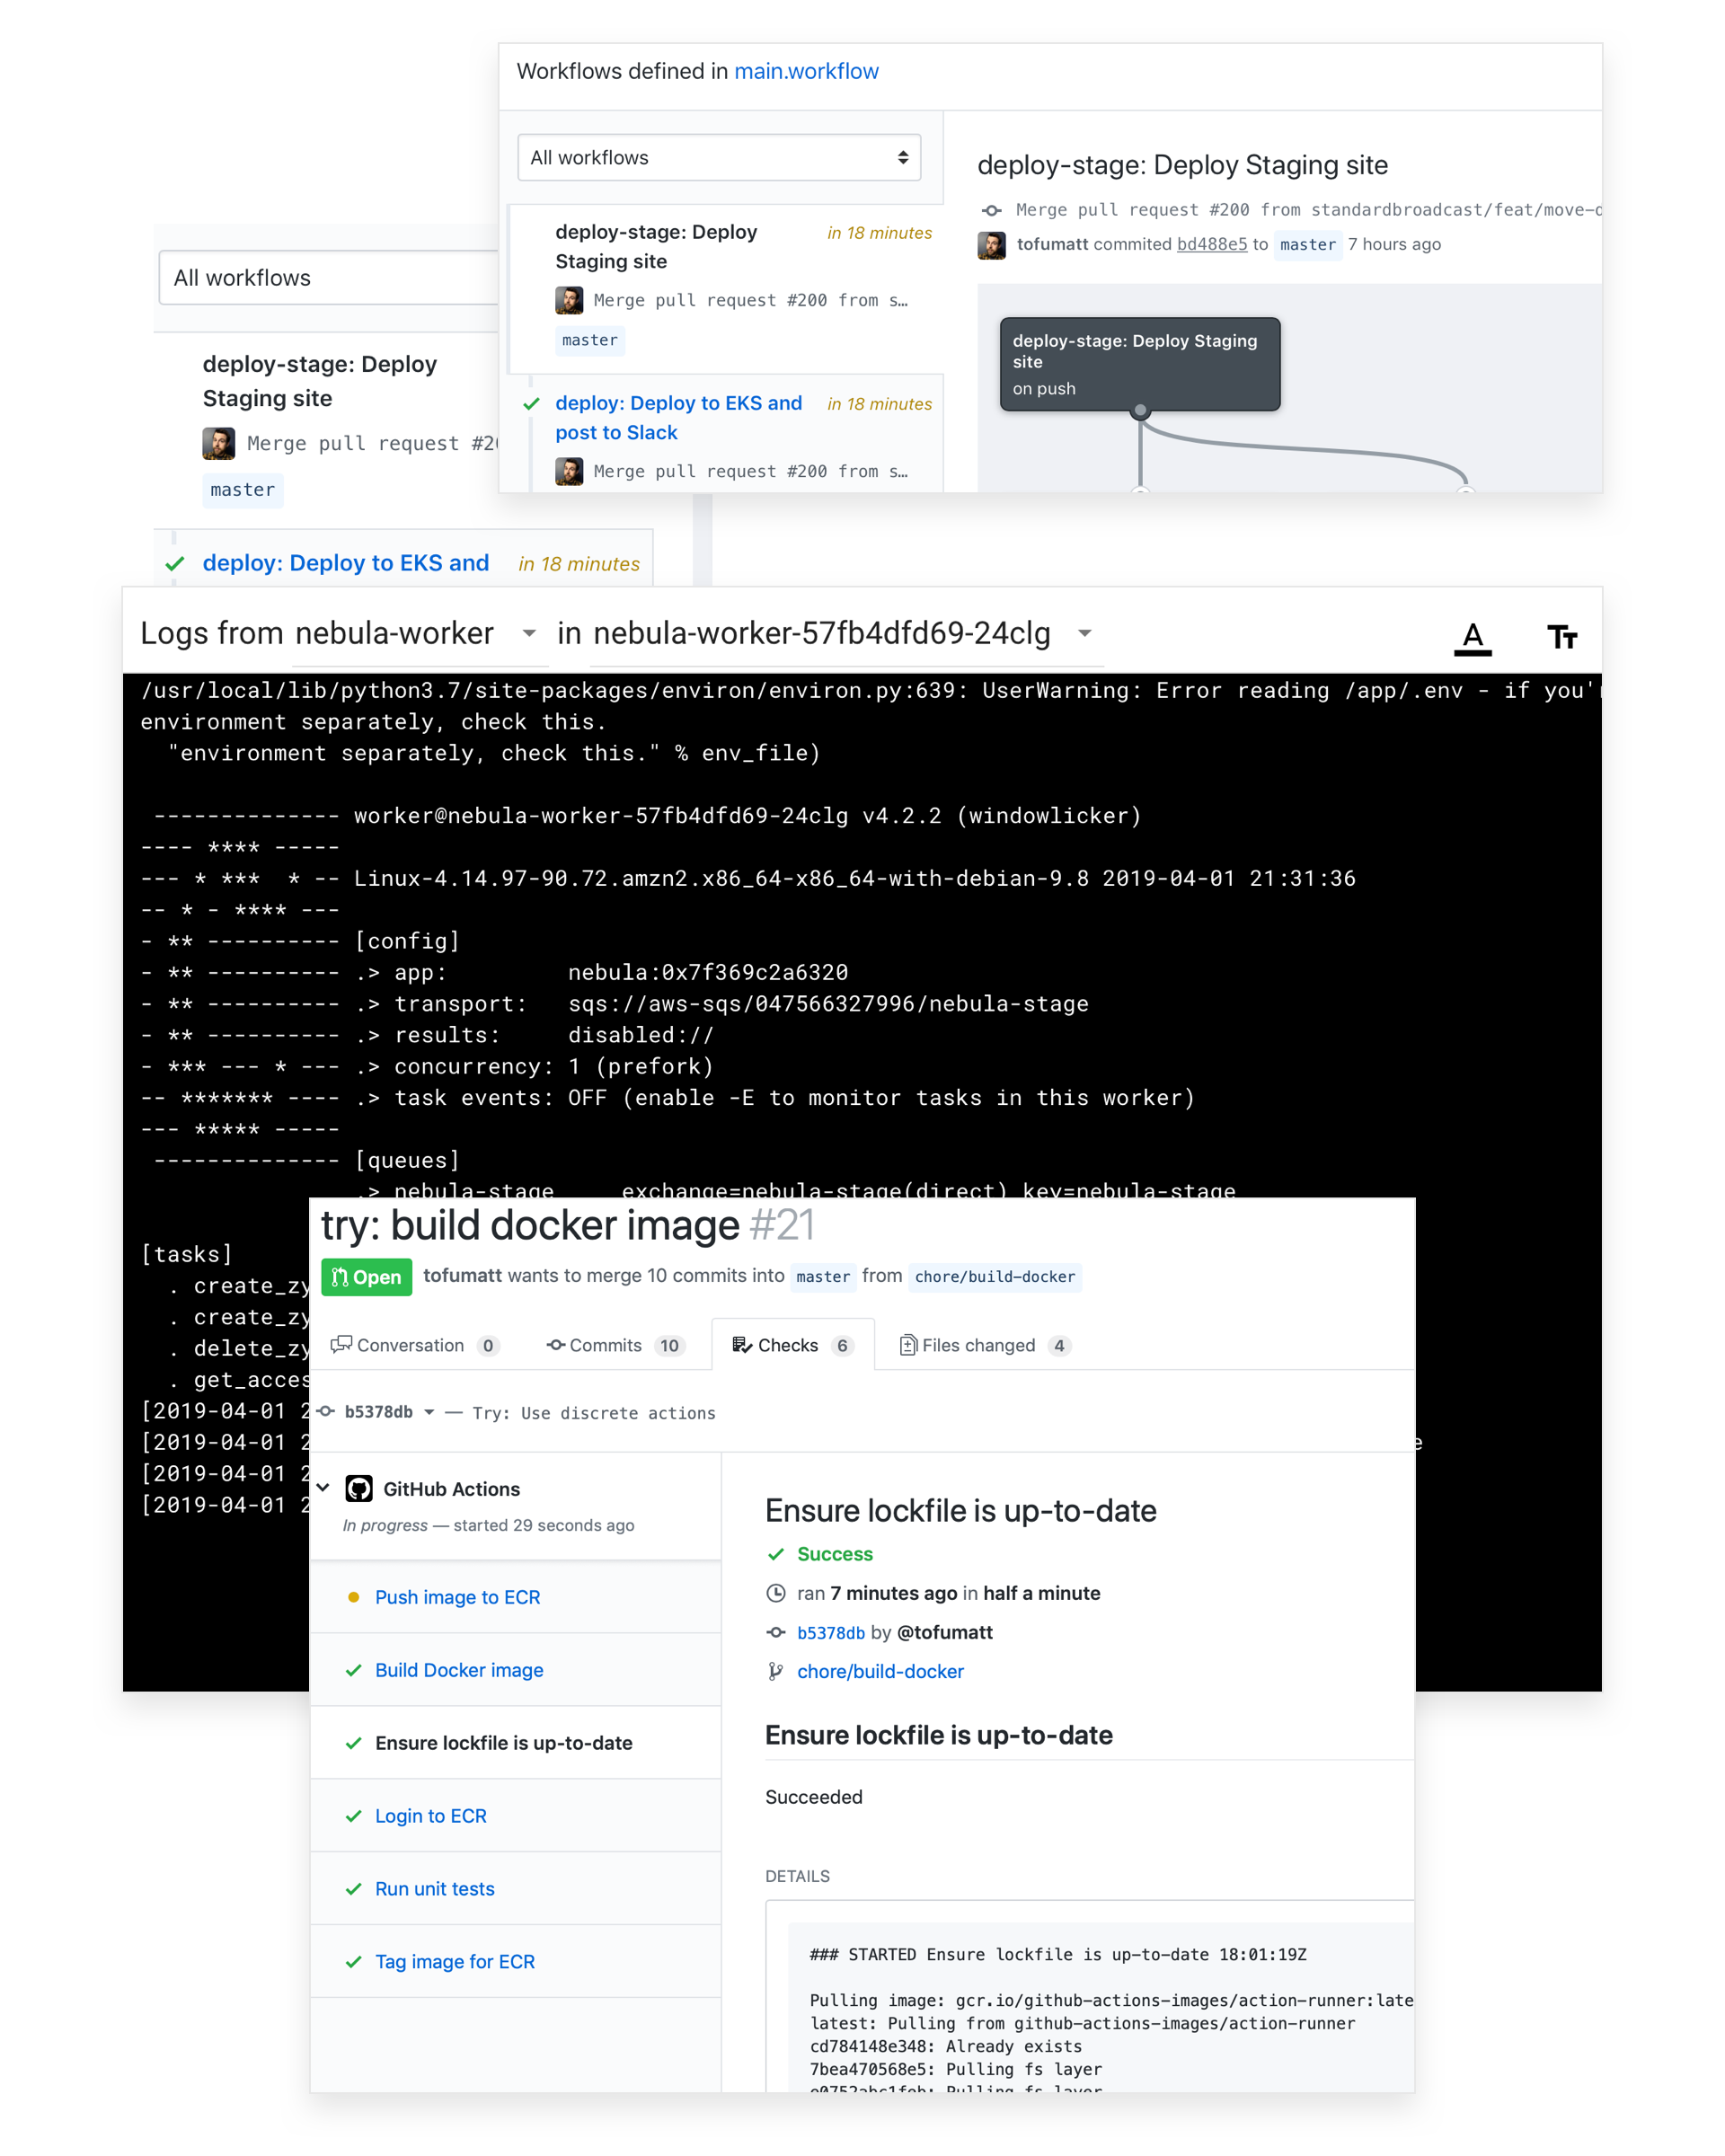 Workflows defined in main.workflow
All workflows
deploy-stage: Deploy
Staging site
in 18 minutes
Merge pull request #200 from s…
master
deploy: Deploy to EKS and
post to Slack
in 18 minutes
Merge pull request #200 from s…
deploy-stage: Deploy Staging site
Merge pull request #200 from standardbroadcast/feat/move-
tofumatt commited bd488e5 to master 7 hours ago
deploy-stage: Deploy Staging
site
on push
All workflows
deploy-stage: Deploy
Staging site
Merge pull request
master
deploy: Deploy to EKS and
in 18 minutes
Logs from nebula-worker in nebula-worker-57fb4dfd69-24clg
A
/usr/local/lib/python3.7/site-packages/environ/environ.py:639: UserWarning: Error reading /app/.env - if
environment separately, check this.
"environment separately, check this." % env_file)
-------------- worker@nebula-worker-57fb4dfd69-24clg v4.2.2 (windowlicker)
---- **** -----
--- * ***  * -- Linux-4.14.97-90.72.amzn2.x86_64-x86_64-with-debian-9.8 2019-04-01 21:31:36
-- * - **** ---
- ** ---------- [config]
- ** ---------- .> app:         nebula:0x7f369c2a6320
- ** ---------- .> transport:   sqs://aws-sqs/047566327996/nebula-stage
- ** ---------- .> results:     disabled://
- *** --- * --- .> concurrency: 1 (prefork)
-- ******* ---- .> task events: OFF (enable -E to monitor tasks in this worker)
--- ***** -----
-------------- [queues]
.> nebula-stage     exchange=nebula-stage(direct) key=nebula-stage
[tasks]
. create_zy
. create_zy
. delete_zy
. get_acces
[2019-04-01 2
[2019-04-01 2
[2019-04-01 2
[2019-04-01 2
try: build docker image #21
Open tofumatt wants to merge 10 commits into master from chore/build-docker
Conversation 0 Commits 10 Checks 6 Files changed 4
b5378db — Try: Use discrete actions
GitHub Actions
In progress — started 29 seconds ago
Push image to ECR
Build Docker image
Ensure lockfile is up-to-date
Login to ECR
Run unit tests
Tag image for ECR
Ensure lockfile is up-to-date
Success
ran 7 minutes ago in half a minute
b5378db by @tofumatt
chore/build-docker
Ensure lockfile is up-to-date
Succeeded
DETAILS
### STARTED Ensure lockfile is up-to-date 18:01:19Z
Pulling image: gcr.io/github-actions-images/action-runner:late
latest: Pulling from github-actions-images/action-runner
cd784148e348: Already exists
7bea470568e5: Pulling fs layer
Pulling fs layer